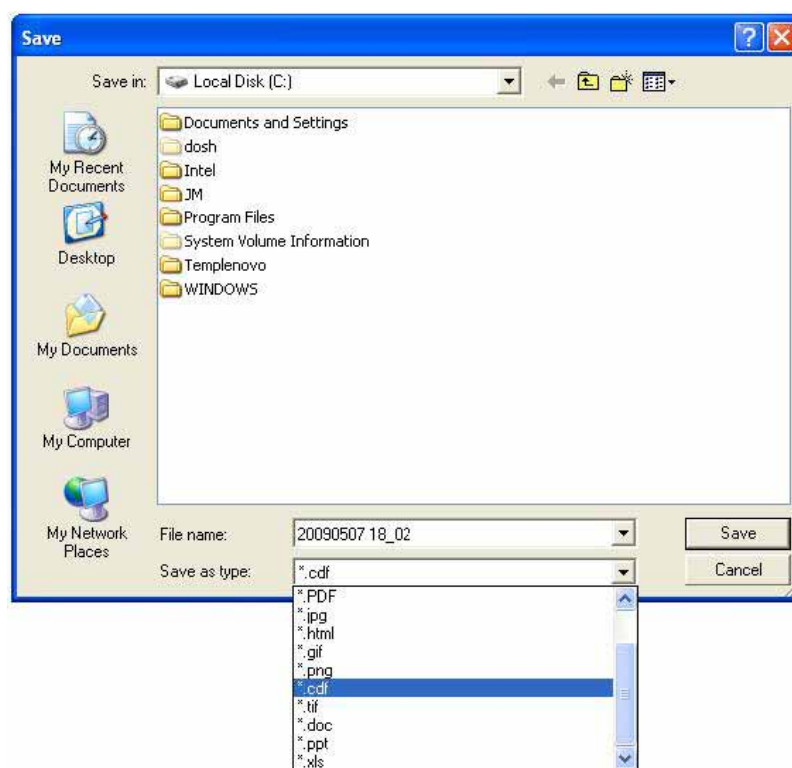 Save
Save in:
Local Disk (C:)
My Recent
Documents
Desktop
My Documents
My Computer
My Network
Places
Documents and Settings
dosh
Intel
JM
Program Files
System Volume Information
Templenovo
WINDOWS
File name:
20090507 18_02
Save
Save as type:
*.cdf
Cancel
*.PDF
*.jpg
*.html
*.gif
*.png
*.cdf
*.tif
*.doc
*.ppt
*.xls